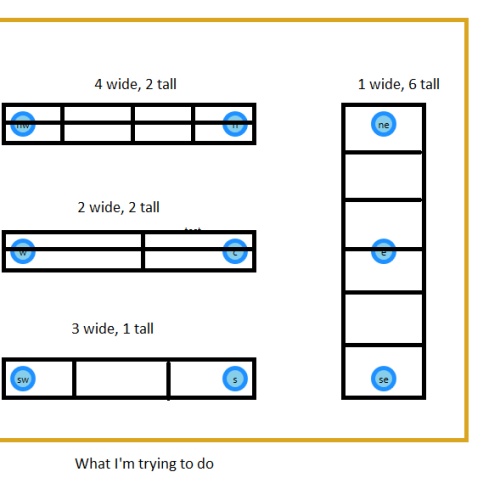 4 wide, 2 tall
1 wide, 6 tall
nw
ne
2 wide, 2 tall
w
c
e
3 wide, 1 tall
sw
s
se
What I'm trying to do